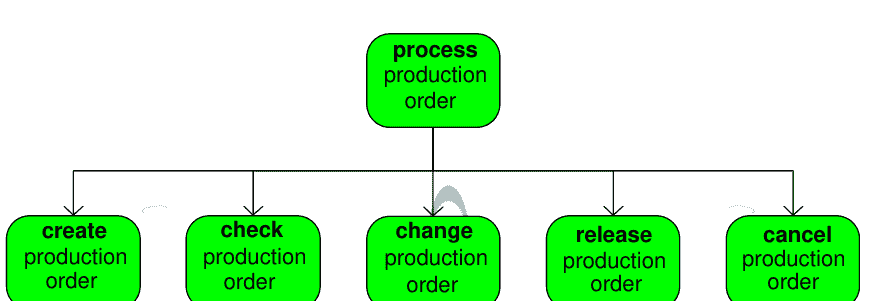 process
production
order
create
production
order
check
production
order
change
production
order
release
production
order
cancel
production
order